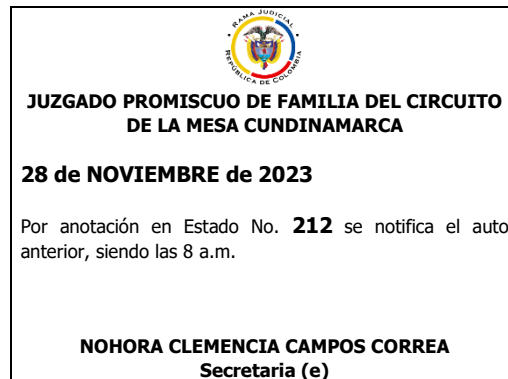 RAMA JUDICIAL
REPÚBLICA DE COLOMBIA
JUZGADO PROMISCUO DE FAMILIA DEL CIRCUITO
DE LA MESA CUNDINAMARCA
28 de NOVIEMBRE de 2023
Por anotación en Estado No. 212 se notifica el auto
anterior, siendo las 8 a.m.
NOHORA CLEMENCIA CAMPOS CORREA
Secretaria (e)